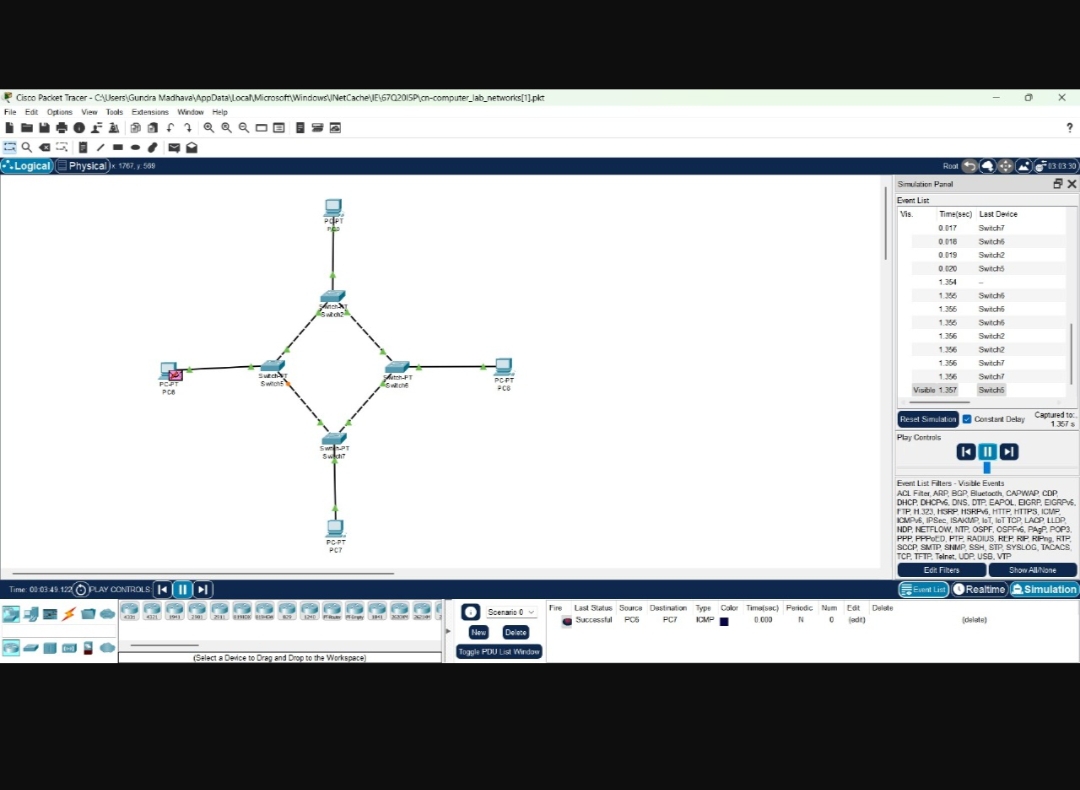 Cisco Packet Tracer - C:\Users\Gundra Madhava\AppData\Local\Microsoft\Windows\INetCache\IE\67Q20I5P\cn-computer_lab_networks[1].pkt
File Edit Options View Tools Extensions Window Help
?
Logical Physical x 1767, y 569 Root 03:03:30
Simulation Panel
Event List
Vis. Time(sec) Last Device
0.017 Switch7
0.018 Switch6
0.019 Switch2
0.020 Switch5
1.354 --
1.355 Switch6
1.355 Switch6
1.355 Switch6
1.356 Switch2
1.356 Switch2
1.356 Switch7
1.356 Switch7
Visible 1.357 Switch5
Reset Simulation Constant Delay Captured to:
1.357 s
Play Controls
Event List Filters - Visible Events
ACL Filter, ARP, BGP, Bluetooth, CAPWAP, CDP,
DHCP, DHCPv6, DNS, DTP, EAPOL, EIGRP, EIGRPv6,
FTP, H.323, HSRP, HSRPv6, HTTP, HTTPS, ICMP,
ICMPv6, IPSec, ISAKMP, IoT, IoT TCP, LACP, LLDP,
NDP, NETFLOW, NTP, OSPF, OSPFv6, PAgP, POP3,
PPP, PPPoED, PTP, RADIUS, REP, RIP, RIPng, RTP,
SCCP, SMTP, SNMP, SSH, STP, SYSLOG, TACACS,
TCP, TFTP, Telnet, UDP, USB, VTP
Edit Filters Show All/None
PC-PT
Switch-PT
Switch2
PC-PT
PC6
Switch-PT
Switch5
Switch-PT
Switch6
PC-PT
PC8
Switch-PT
Switch7
PC-PT
PC7
Time: 00:03:49.122 PLAY CONTROLS: Event List Realtime Simulation
4331 4321 1941 2901 2911 819HGW 829 1240 PT-Router PT-Empty 1841
(Select a Device to Drag and Drop to the Workspace)
Scenario 0
New Delete
Toggle PDU List Window
Fire Last Status Source Destination Type Color Time(sec) Periodic Num Edit Delete
Successful PC6 PC7 ICMP 0.000 N 0 (edit) (delete)